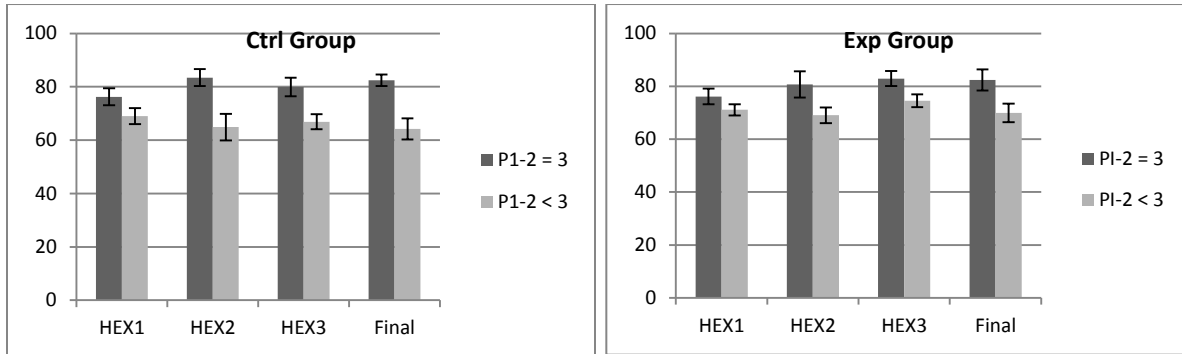 Ctrl Group
100
80
60
40
20
0
HEX1 HEX2 HEX3 Final
P1-2 = 3
P1-2 < 3
Exp Group
100
80
60
40
20
0
HEX1 HEX2 HEX3 Final
PI-2 = 3
PI-2 < 3